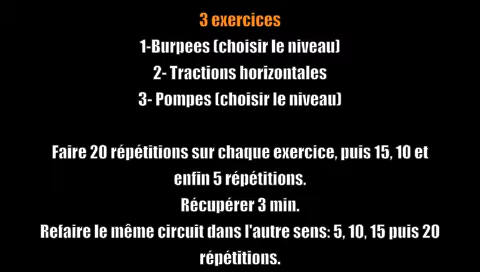 3 exercices
1-Burpees (choisir le niveau)
2- Tractions horizontales
3- Pompes (choisir le niveau)
Faire 20 répétitions sur chaque exercice, puis 15, 10 et
enfin 5 répétitions.
Récupérer 3 min.
Refaire le même circuit dans l'autre sens: 5, 10, 15 puis 20
répétitions.